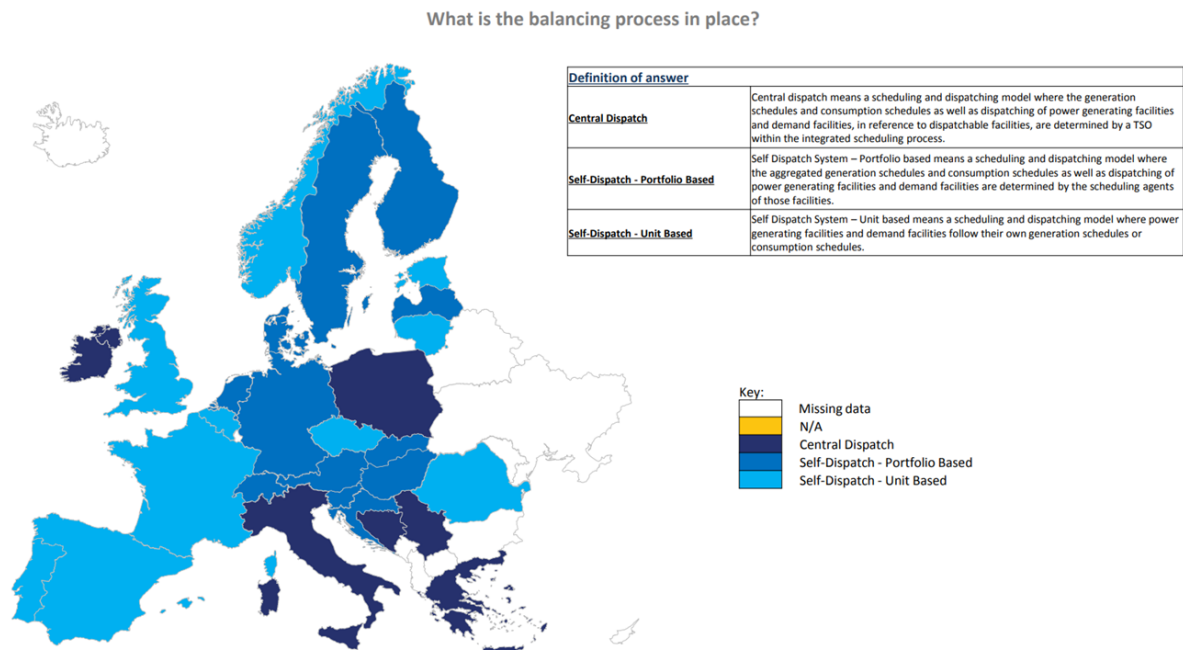 What is the balancing process in place?
Definition of answer
Central Dispatch
Central dispatch means a scheduling and dispatching model where the generation
schedules and consumption schedules as well as dispatching of power generating facilities
and demand facilities, in reference to dispatchable facilities, are determined by a TSO
within the integrated scheduling process.
Self-Dispatch - Portfolio Based
Self Dispatch System – Portfolio based means a scheduling and dispatching model where
the aggregated generation schedules and consumption schedules as well as dispatching of
power generating facilities and demand facilities are determined by the scheduling agents
of those facilities.
Self-Dispatch - Unit Based
Self Dispatch System – Unit based means a scheduling and dispatching model where power
generating facilities and demand facilities follow their own generation schedules or
consumption schedules.
Key:
Missing data
N/A
Central Dispatch
Self-Dispatch - Portfolio Based
Self-Dispatch - Unit Based